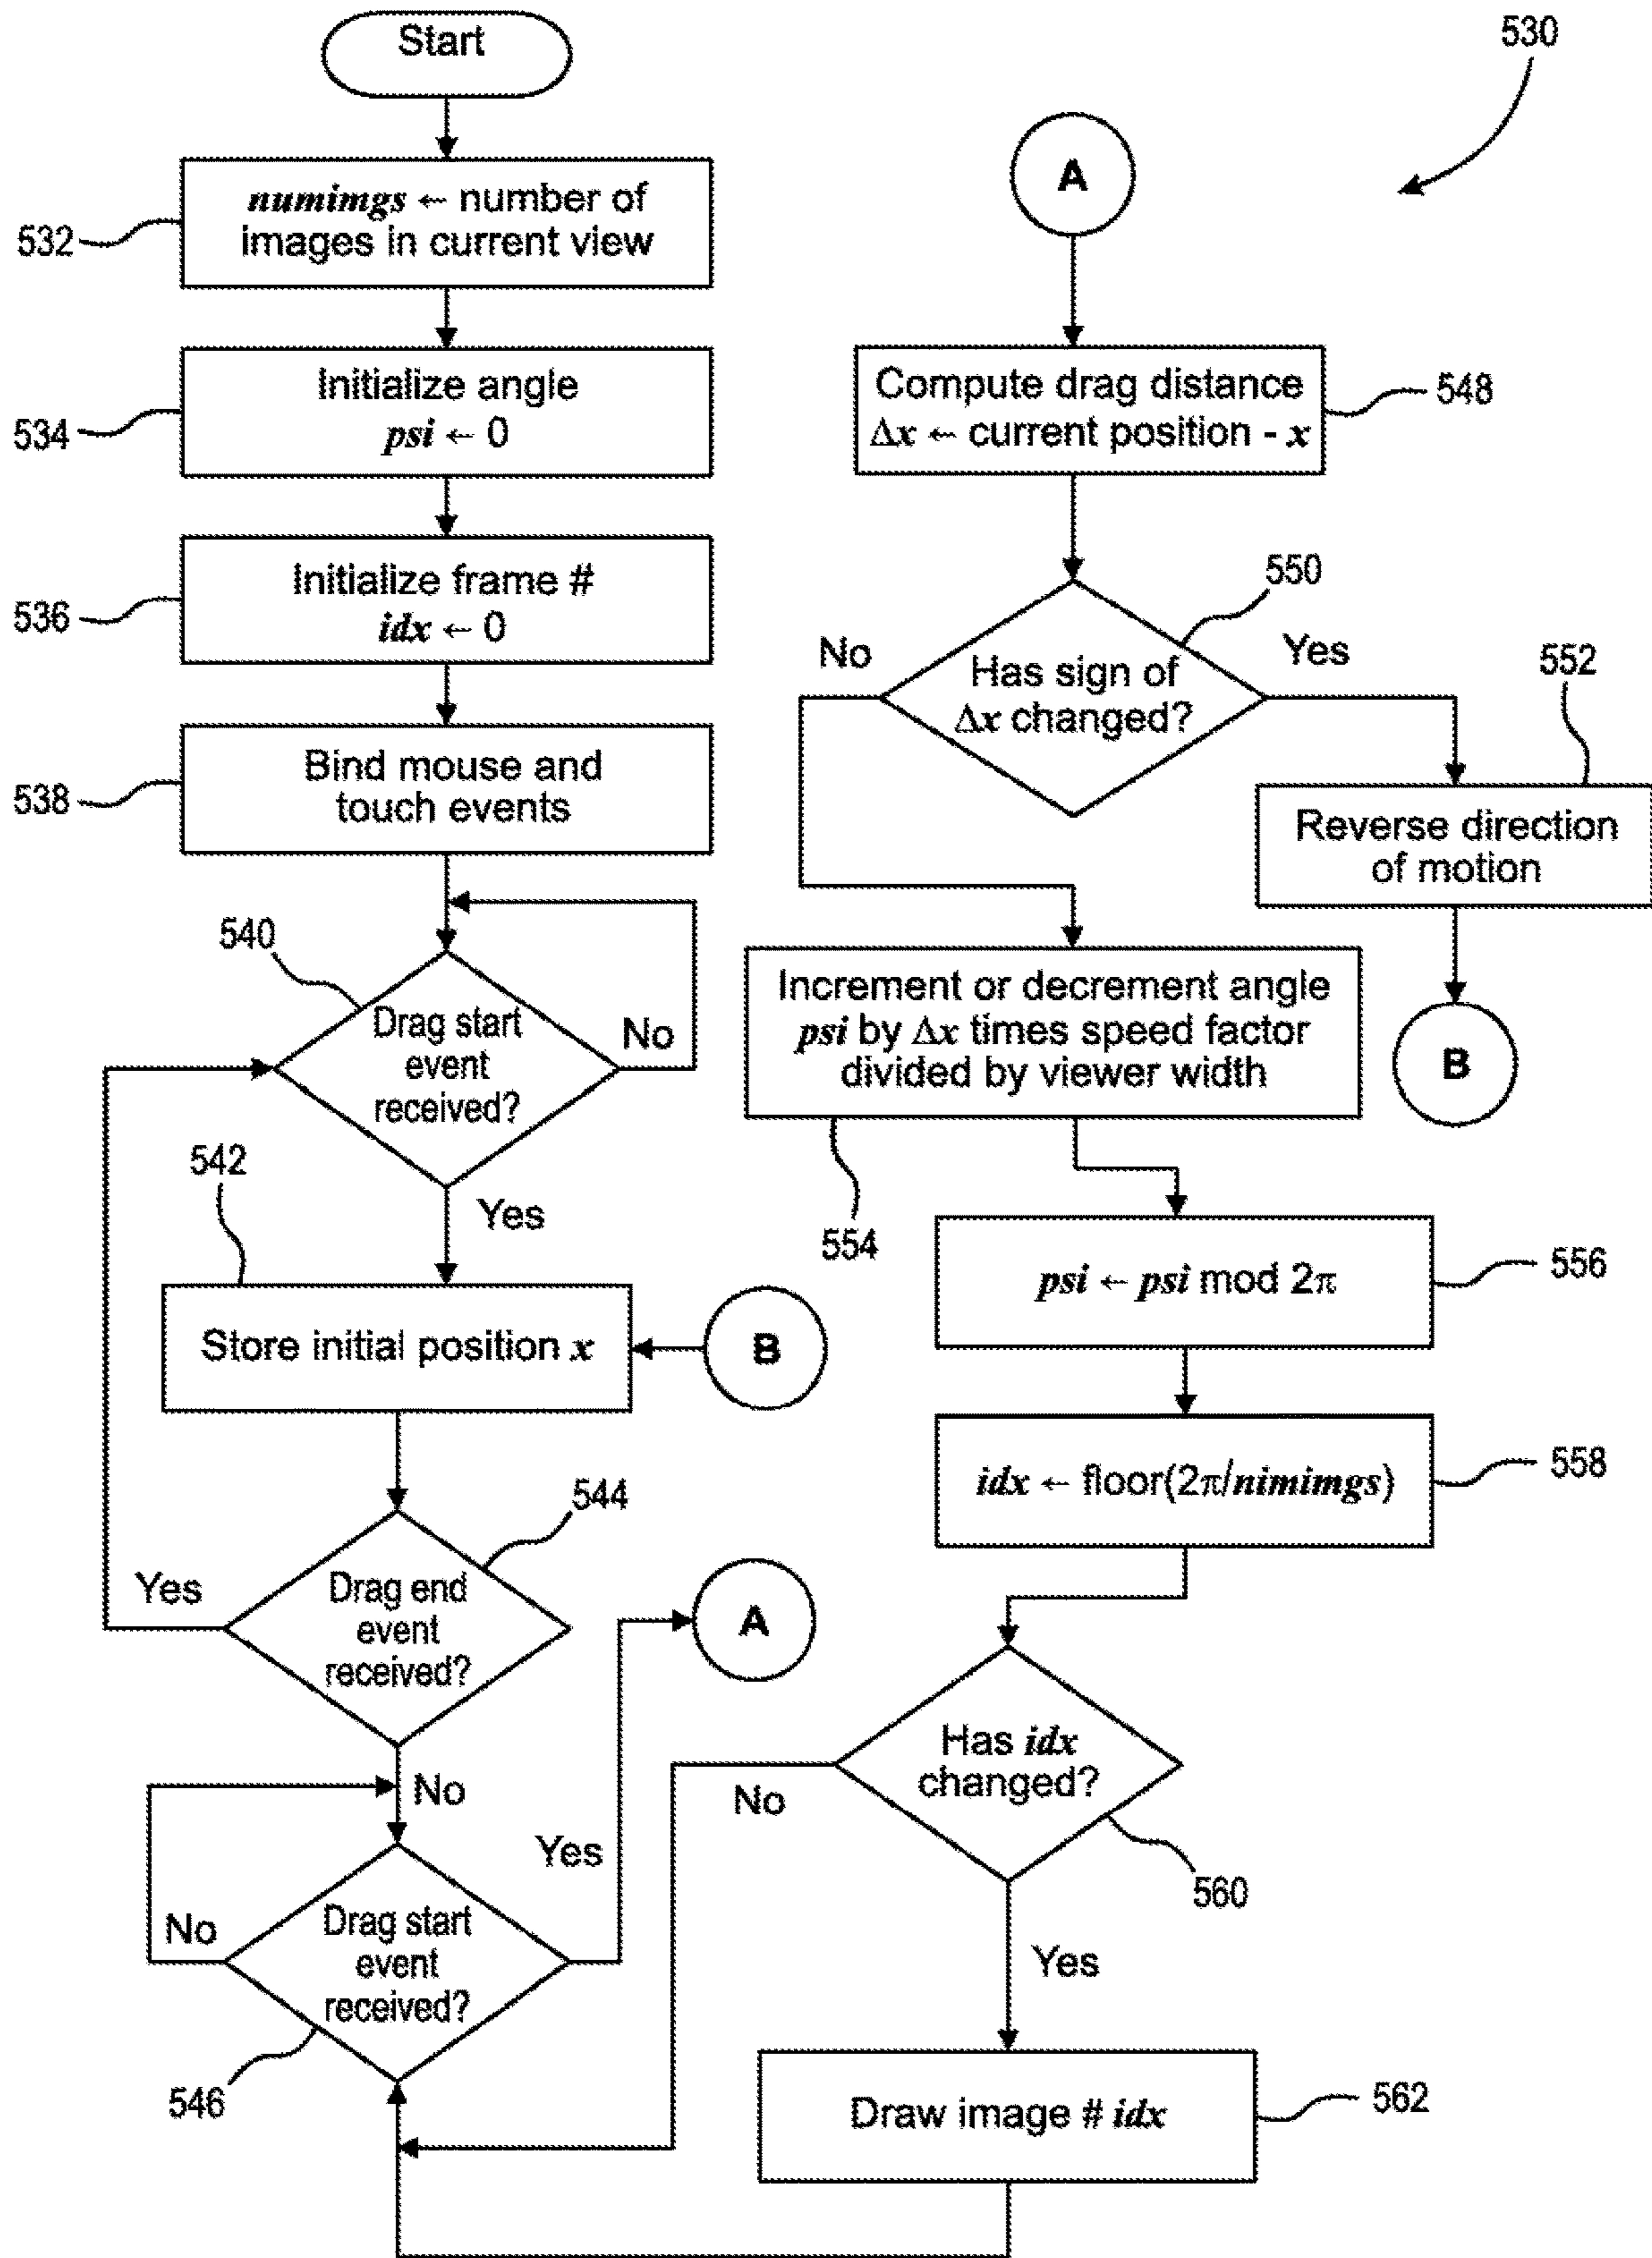 Start
530
numimgs ← number of
images in current view
532
Initialize angle
psi ← 0
534
Initialize frame #
idx ← 0
536
Bind mouse and
touch events
538
540
Drag start
event
received?
No
Yes
542
Store initial position x
B
544
Drag end
event
received?
Yes
No
A
Drag start
event
received?
No
Yes
546
A
Compute drag distance
Δx ← current position - x
548
550
Has sign of
Δx changed?
No
Yes
552
Reverse direction
of motion
B
Increment or decrement angle
psi by Δx times speed factor
divided by viewer width
554
psi ← psi mod 2π
556
idx ← floor(2π/nimimgs)
558
Has idx
changed?
No
560
Yes
Draw image # idx
562